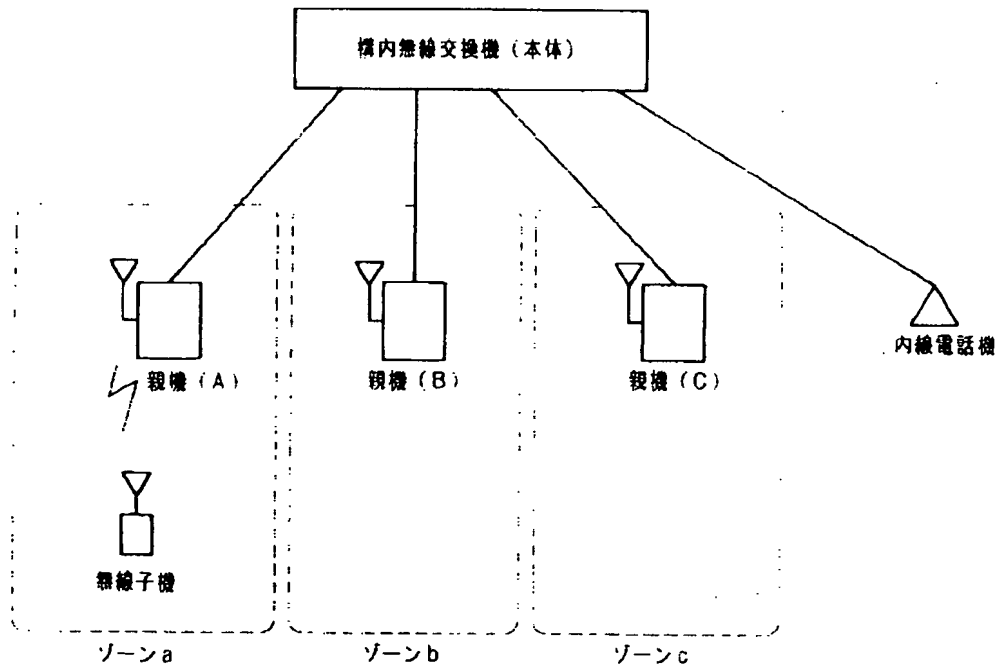 構内無線交換機（本体）
親機（A）
親機（B）
親機（C）
内線電話機
無線子機
ゾーンa
ゾーンb
ゾーンc